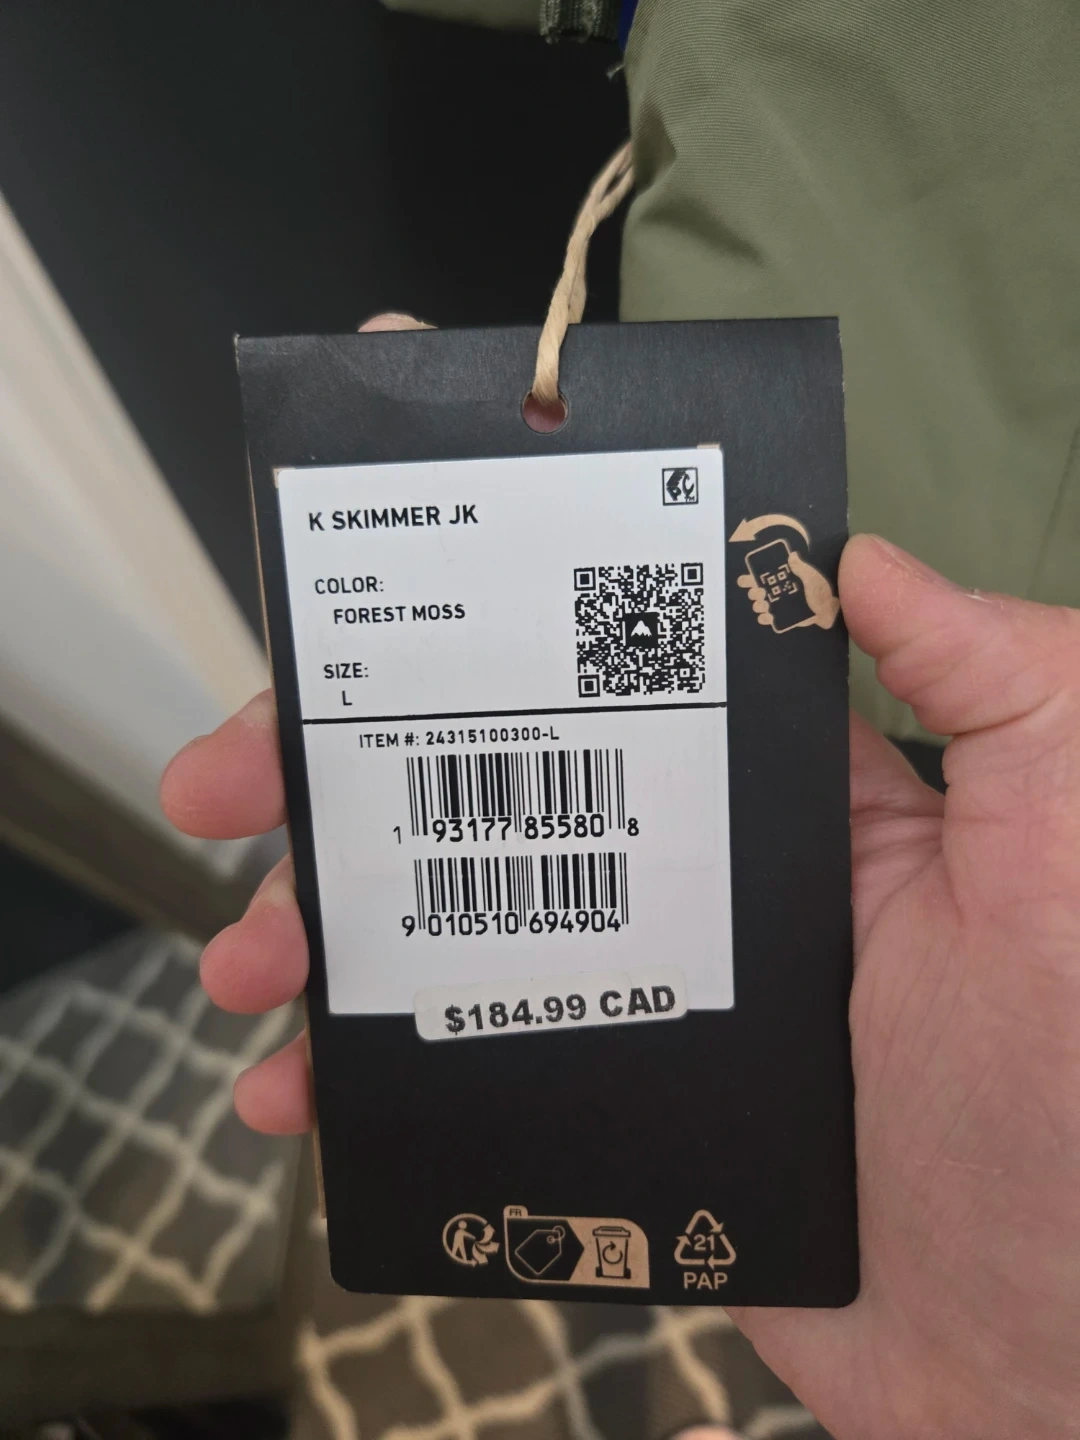 K SKIMMER JK
COLOR:
FOREST MOSS
SIZE:
L
ITEM #: 24315100300-L
1 93177 85580 8
9 010510 694904
$184.99 CAD
FR
21
PAP